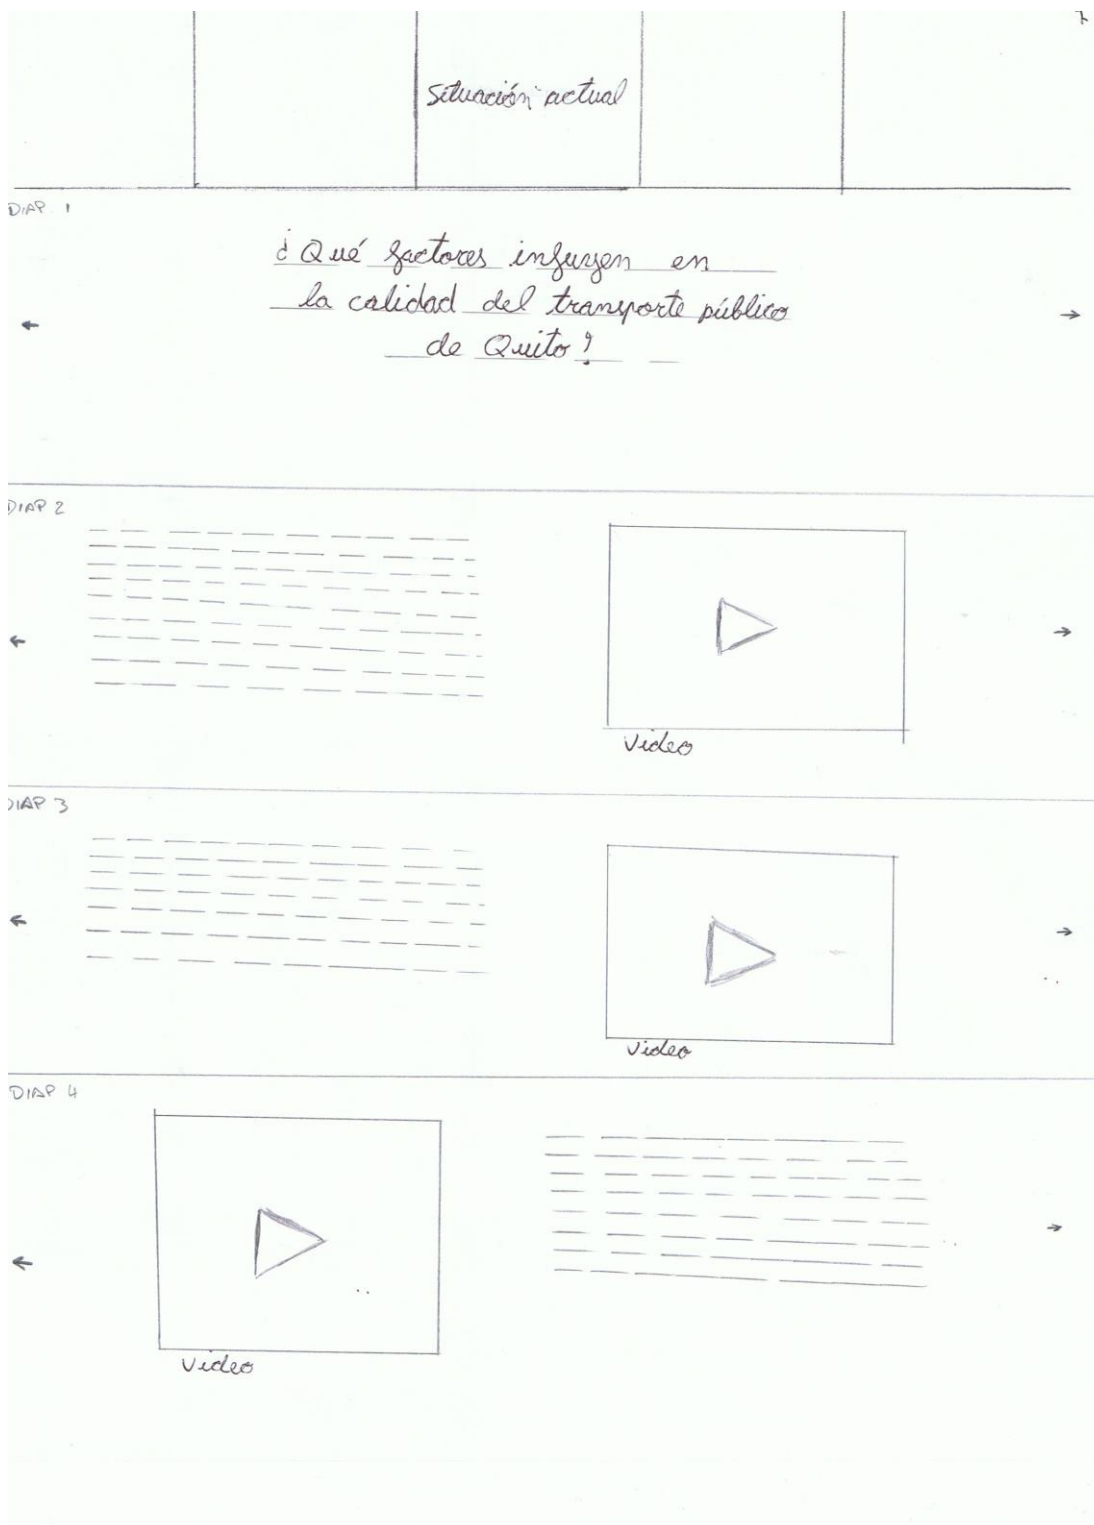 Situación actual
DIAP. 1
¿Qué factores infuyen en
la calidad del transporte público
de Quito?
DIAP 2
Video
DIAP 3
Video
DIAP 4
Video